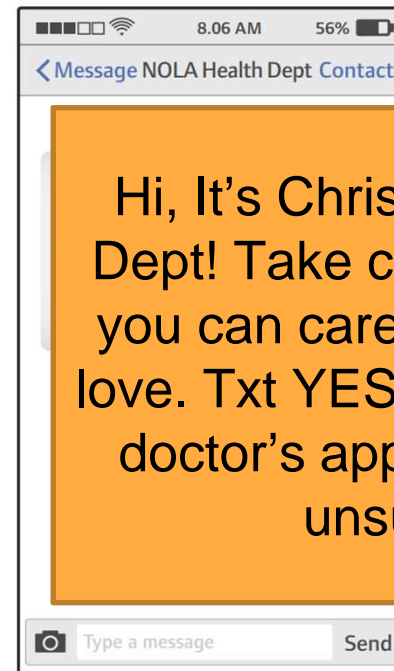 8.06 AM 56%
Message NOLA Health Dept Contact
Hi, It's Chris
Dept! Take c
you can care
love. Txt YES
doctor's app
unsu
Type a message Send